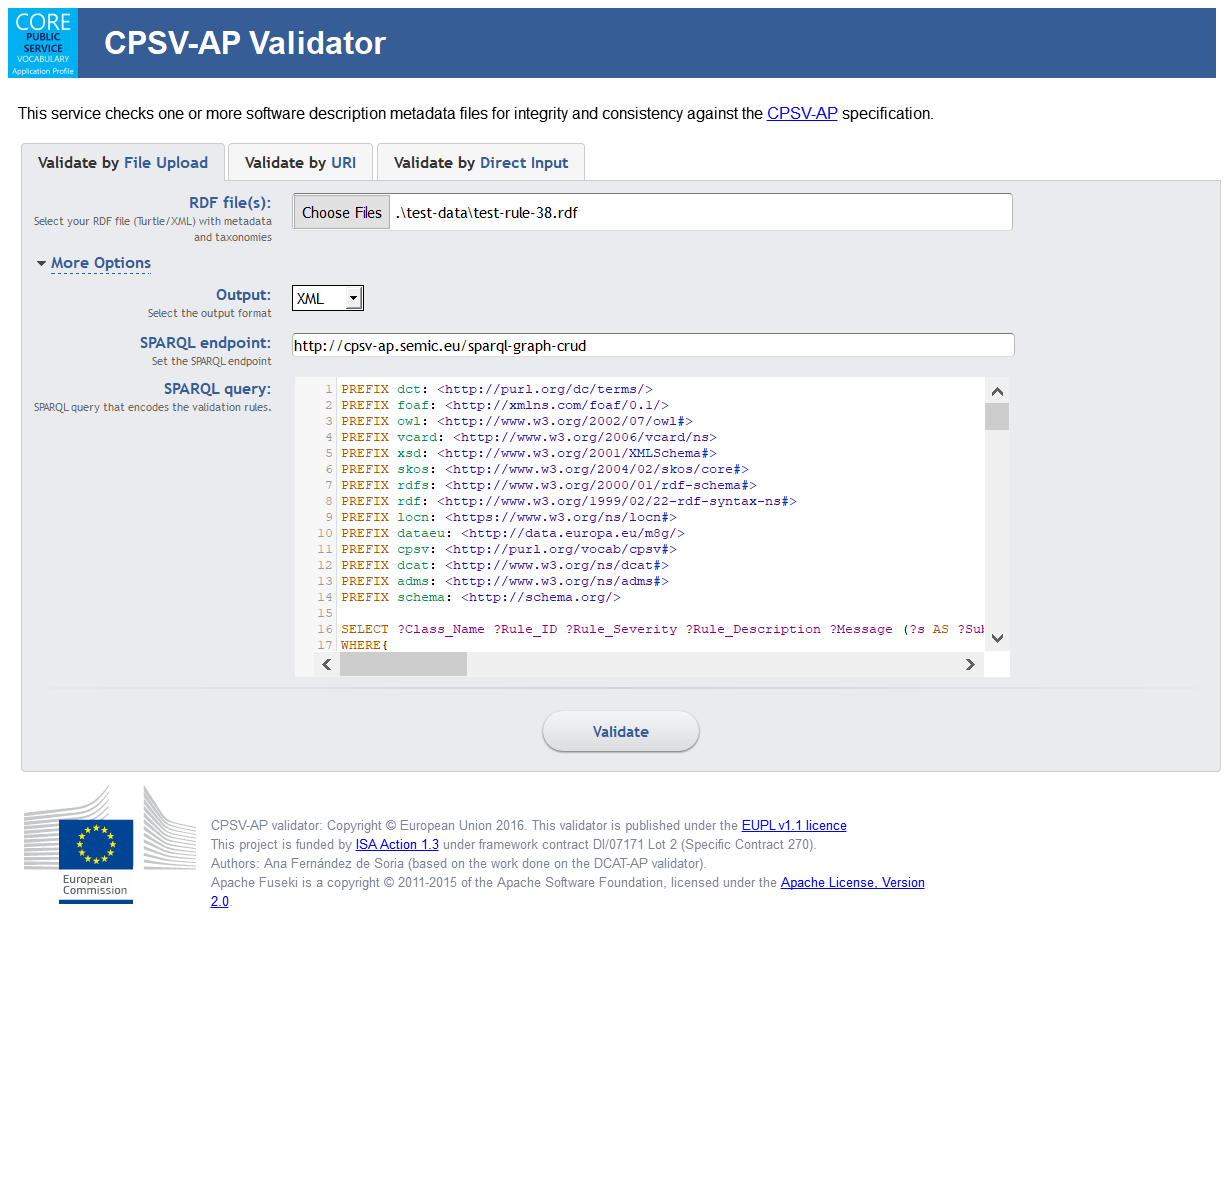 CORE
PUBLIC
SERVICE
VOCABULARY
Application Profile
CPSV-AP Validator
This service checks one or more software description metadata files for integrity and consistency against the CPSV-AP specification.
Validate by File Upload
Validate by URI
Validate by Direct Input
RDF file(s):
Select your RDF file (Turtle/XML) with metadata
and taxonomies
Choose Files .\test-data\test-rule-38.rdf
More Options
Output:
Select the output format
XML
SPARQL endpoint:
Set the SPARQL endpoint
http://cpsv-ap.semic.eu/sparql-graph-crud
SPARQL query:
SPARQL query that encodes the validation rules.
1 PREFIX dct: <http://purl.org/dc/terms/>
2 PREFIX foaf: <http://xmlns.com/foaf/0.1/>
3 PREFIX owl: <http://www.w3.org/2002/07/owl#>
4 PREFIX vcard: <http://www.w3.org/2006/vcard/ns>
5 PREFIX xsd: <http://www.w3.org/2001/XMLSchema#>
6 PREFIX skos: <http://www.w3.org/2004/02/skos/core#>
7 PREFIX rdfs: <http://www.w3.org/2000/01/rdf-schema#>
8 PREFIX rdf: <http://www.w3.org/1999/02/22-rdf-syntax-ns#>
9 PREFIX locn: <https://www.w3.org/ns/locn#>
10 PREFIX dataeu: <http://data.europa.eu/m8g/>
11 PREFIX cpsv: <http://purl.org/vocab/cpsv#>
12 PREFIX dcat: <http://www.w3.org/ns/dcat#>
13 PREFIX adms: <http://www.w3.org/ns/adms#>
14 PREFIX schema: <http://schema.org/>
15
16 SELECT ?Class_Name ?Rule_ID ?Rule_Severity ?Rule_Description ?Message (?s AS ?Sub
17 WHERE{
Validate
European
Commission
CPSV-AP validator: Copyright © European Union 2016. This validator is published under the EUPL v1.1 licence
This project is funded by ISA Action 1.3 under framework contract DI/07171 Lot 2 (Specific Contract 270).
Authors: Ana Fernández de Soria (based on the work done on the DCAT-AP validator).
Apache Fuseki is a copyright © 2011-2015 of the Apache Software Foundation, licensed under the Apache License, Version
2.0.